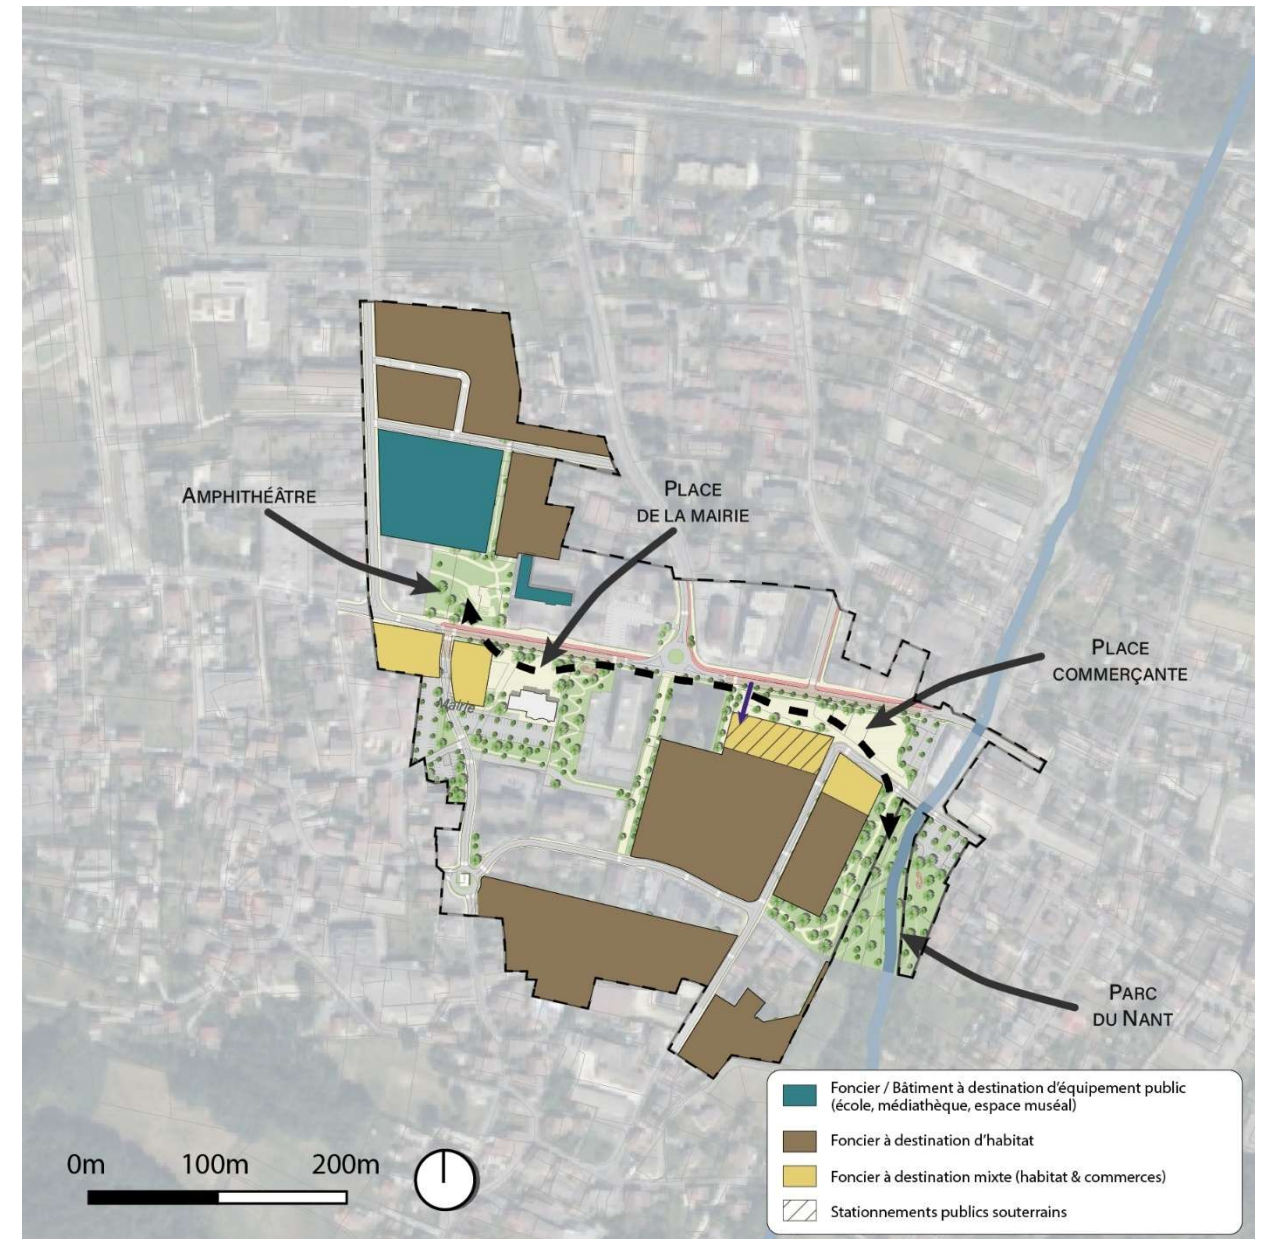 AMPHITHÉÂTRE
PLACE
DE LA MAIRIE
PLACE
COMMERÇANTE
Mairie
PARC
DU NANT
0m 100m 200m
Foncier / Bâtiment à destination d'équipement public
(école, médiathèque, espace muséal)
Foncier à destination d'habitat
Foncier à destination mixte (habitat & commerces)
Stationnements publics souterrains